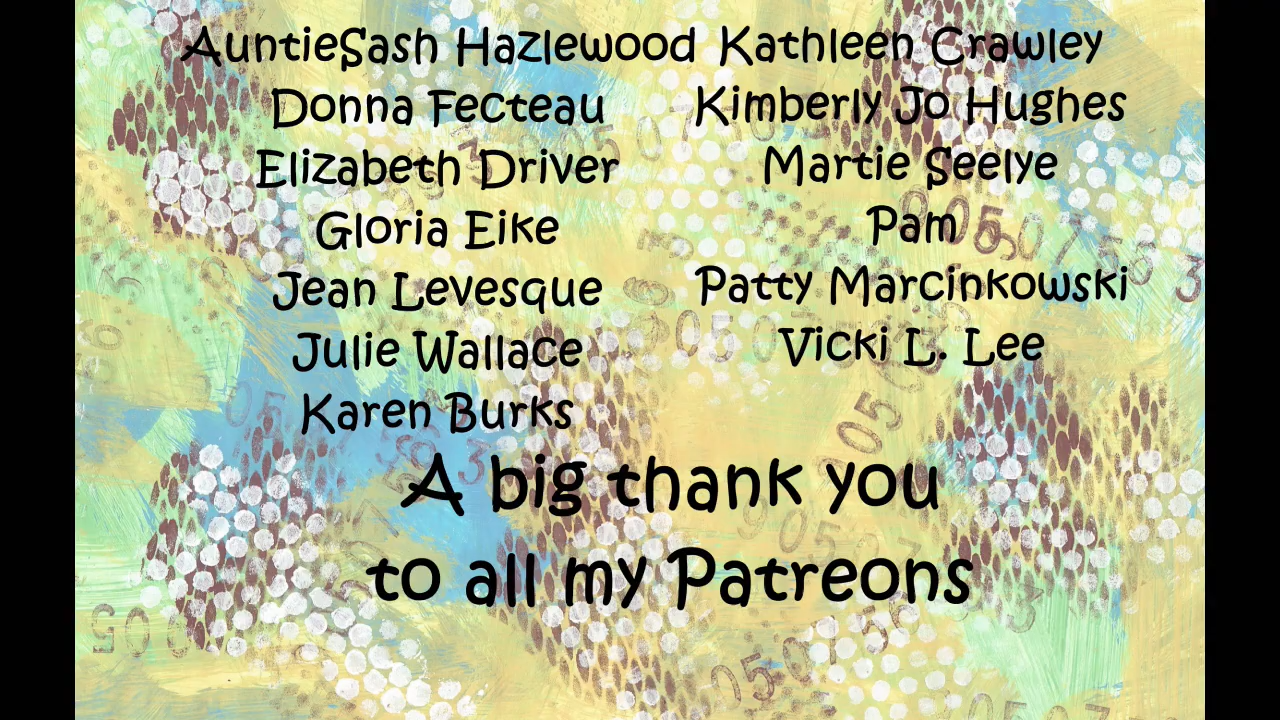 AuntieSash Hazlewood Kathleen Crawley
Donna Fecteau Kimberly Jo Hughes
Elizabeth Driver Martie Seelye
Gloria Eike Pam
Jean Levesque Patty Marcinkowski
Julie Wallace Vicki L. Lee
Karen Burks
A big thank you
to all my Patreons